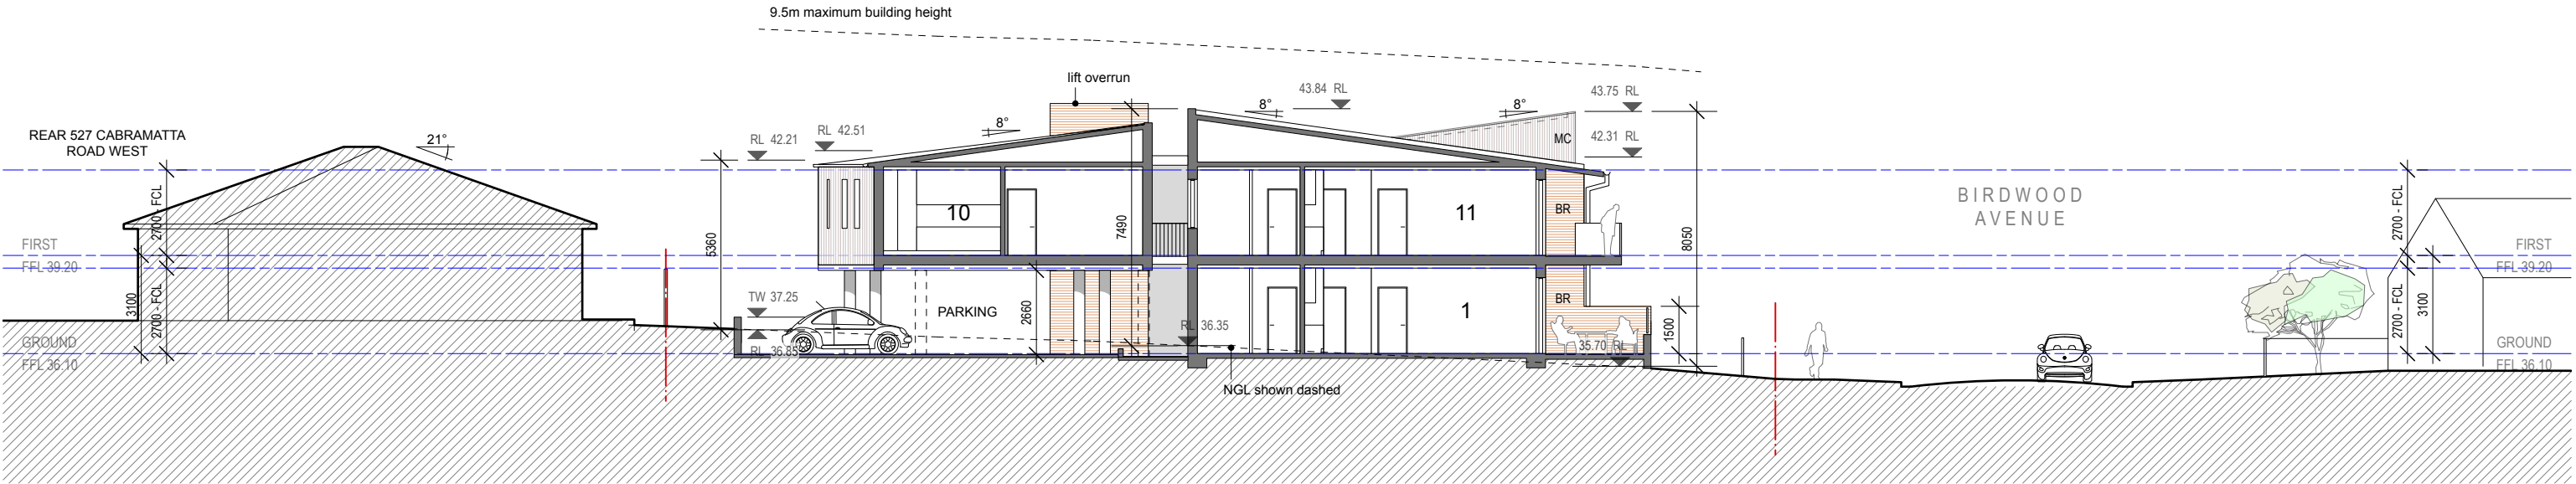 9.5m maximum building height
lift overrun
REAR 527 CABRAMATTA
ROAD WEST
21°
RL 42.21
RL 42.51
8°
8°
43.84 RL
8°
43.75 RL
MC
42.31 RL
2700 - FCL
5360
10
7490
11
BR
8050
BIRDWOOD
AVENUE
2700 - FCL
FIRST
FFL 39.20
FIRST
FFL 39.20
3100
2700 - FCL
TW 37.25
PARKING
2660
RL 36.35
1
BR
1500
2700 - FCL
3100
GROUND
FFL 36.10
RL 36.85
35.70 RL
GROUND
FFL 36.10
NGL shown dashed